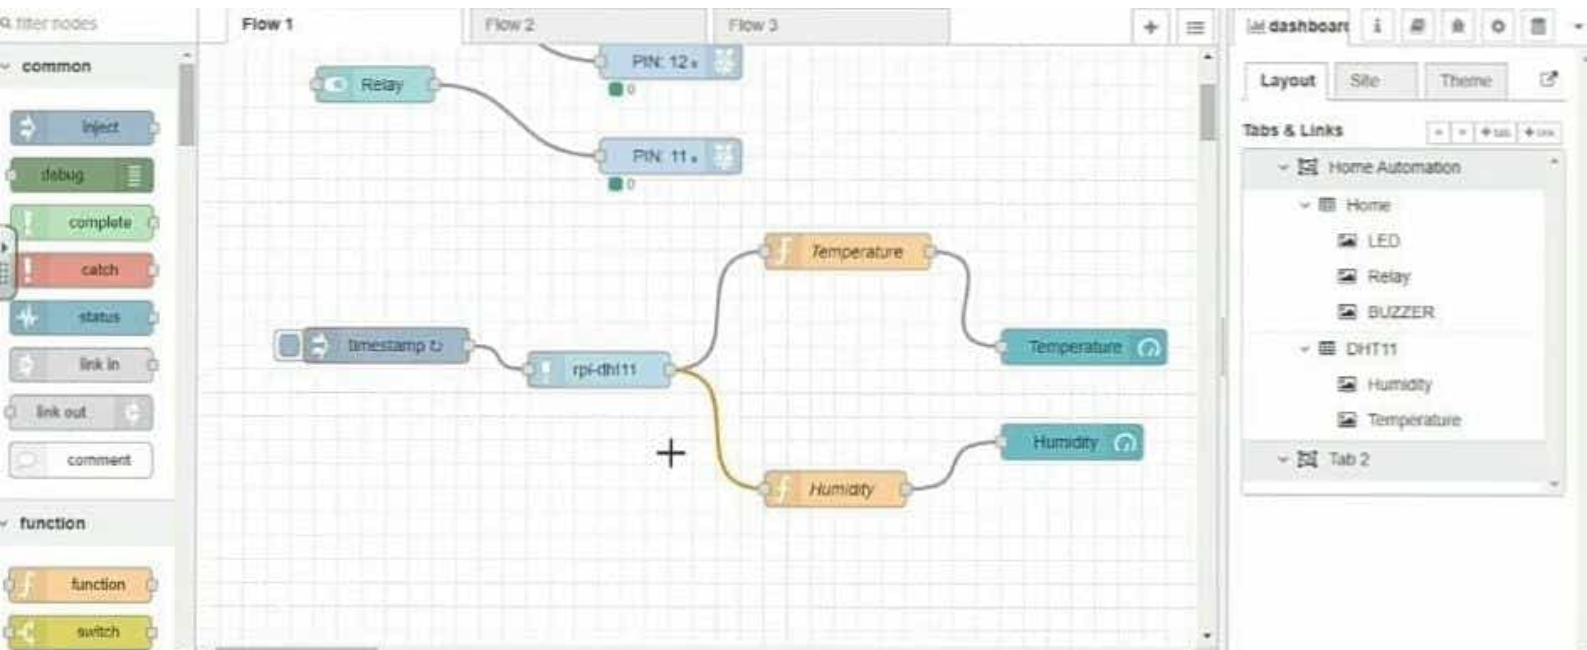 filter nodes
common
inject
debug
complete
catch
status
link in
link out
comment
function
function
switch
Flow 1
Flow 2
Flow 3
PIN: 12
0
Relay
PIN: 11
0
Temperature
timestamp ↻
rpi-dht11
Temperature
Humidity
Humidity
dashboard
i
Layout
Site
Theme
Tabs & Links
+ tab
+ link
Home Automation
Home
LED
Relay
BUZZER
DHT11
Humidity
Temperature
Tab 2